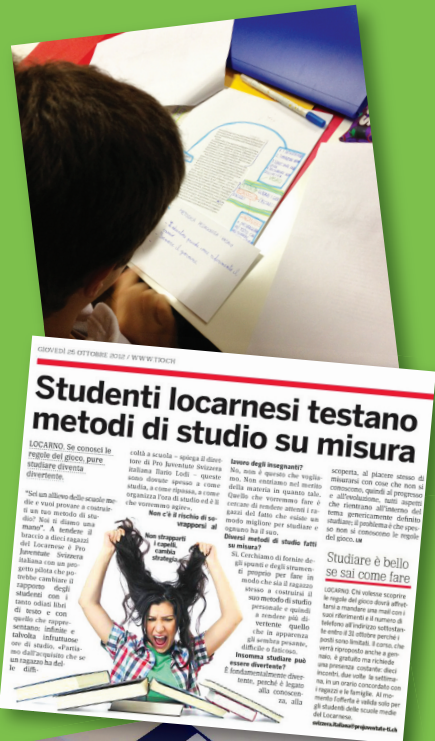 GIOVEDÌ 25 OTTOBRE 2012 / WWW.TIO.CH
Studenti locarnesi testano
metodi di studio su misura
LOCARNO. Se conosci le
regole del gioco, pure
studiare diventa
divertente.
"Sei un allievo delle scuole me-
die e vuoi provare a costruir-
ti un tuo metodo di stu-
dio? Noi ti diamo una
mano". A tendere il
braccio a dieci ragazzi
del Locarnese è Pro
Juventute Svizzera
italiana con un pro-
getto pilota che po-
trebbe cambiare il
rapporto degli
studenti con i
tanto odiati libri
di testo e con
quello che rappre-
sentano: infinite e
talvolta infruttuose
ore di studio. «Partia-
mo dall'acquisito che se
un ragazzo ha del-
le diffi-
coltà a scuola – spiega il diret-
tore di Pro Juventute Svizzera
italiana Ilario Lodi – queste
sono dovute spesso a come
studia, a come ripassa, a come
organizza l'ora di studio ed è lì
che vorremmo agire».
Non c'è il rischio di so-
vrapporsi al
Non strapparti
i capelli,
cambia
strategia
lavoro degli insegnanti?
No, non è questo che voglia-
mo. Non entriamo nel merito
della materia in quanto tale.
Quello che vorremmo fare è
cercare di rendere attenti i ra-
gazzi del fatto che esiste un
modo migliore per studiare e
ognuno ha il suo.
Diversi metodi di studio fatti
su misura?
Sì. Cerchiamo di fornire de-
gli spunti e degli strumen-
ti proprio per fare in
modo che sia il ragazzo
stesso a costruirsi il
suo metodo di studio
personale e quindi
a rendere più di-
vertente quello
che in apparenza
gli sembra pesante,
difficile o faticoso.
Insomma studiare può
essere divertente?
È fondamentalmente diver-
tente, perché è legato
alla conoscen-
za, alla
scoperta, al piacere stesso di
misurarsi con cose che non si
conoscono, quindi al progresso
e all'evoluzione, tutti aspetti
che rientrano all'interno del
tema genericamente definito
studiare; il problema è che spes-
so non si conoscono le regole
del gioco.
Studiare è bello
Se sai come fare
LOCARNO. Chi volesse scoprire
le regole del gioco dovrà affret-
tarsi a mandare una mail con i
suoi riferimenti e il numero di
telefono all'indirizzo sottostan-
te entro il 31 ottobre perché i
posti sono limitati. Il corso, che
verrà riproposto anche a gen-
naio, è gratuito ma richiede
una presenza costante: dieci
incontri, due volte la settima-
na, in un orario concordato con
i ragazzi e le famiglie. Al mo-
mento l'offerta è valida solo per
gli studenti delle scuole medie
del Locarnese.
svizzera.italiana@projuventute-ti.ch